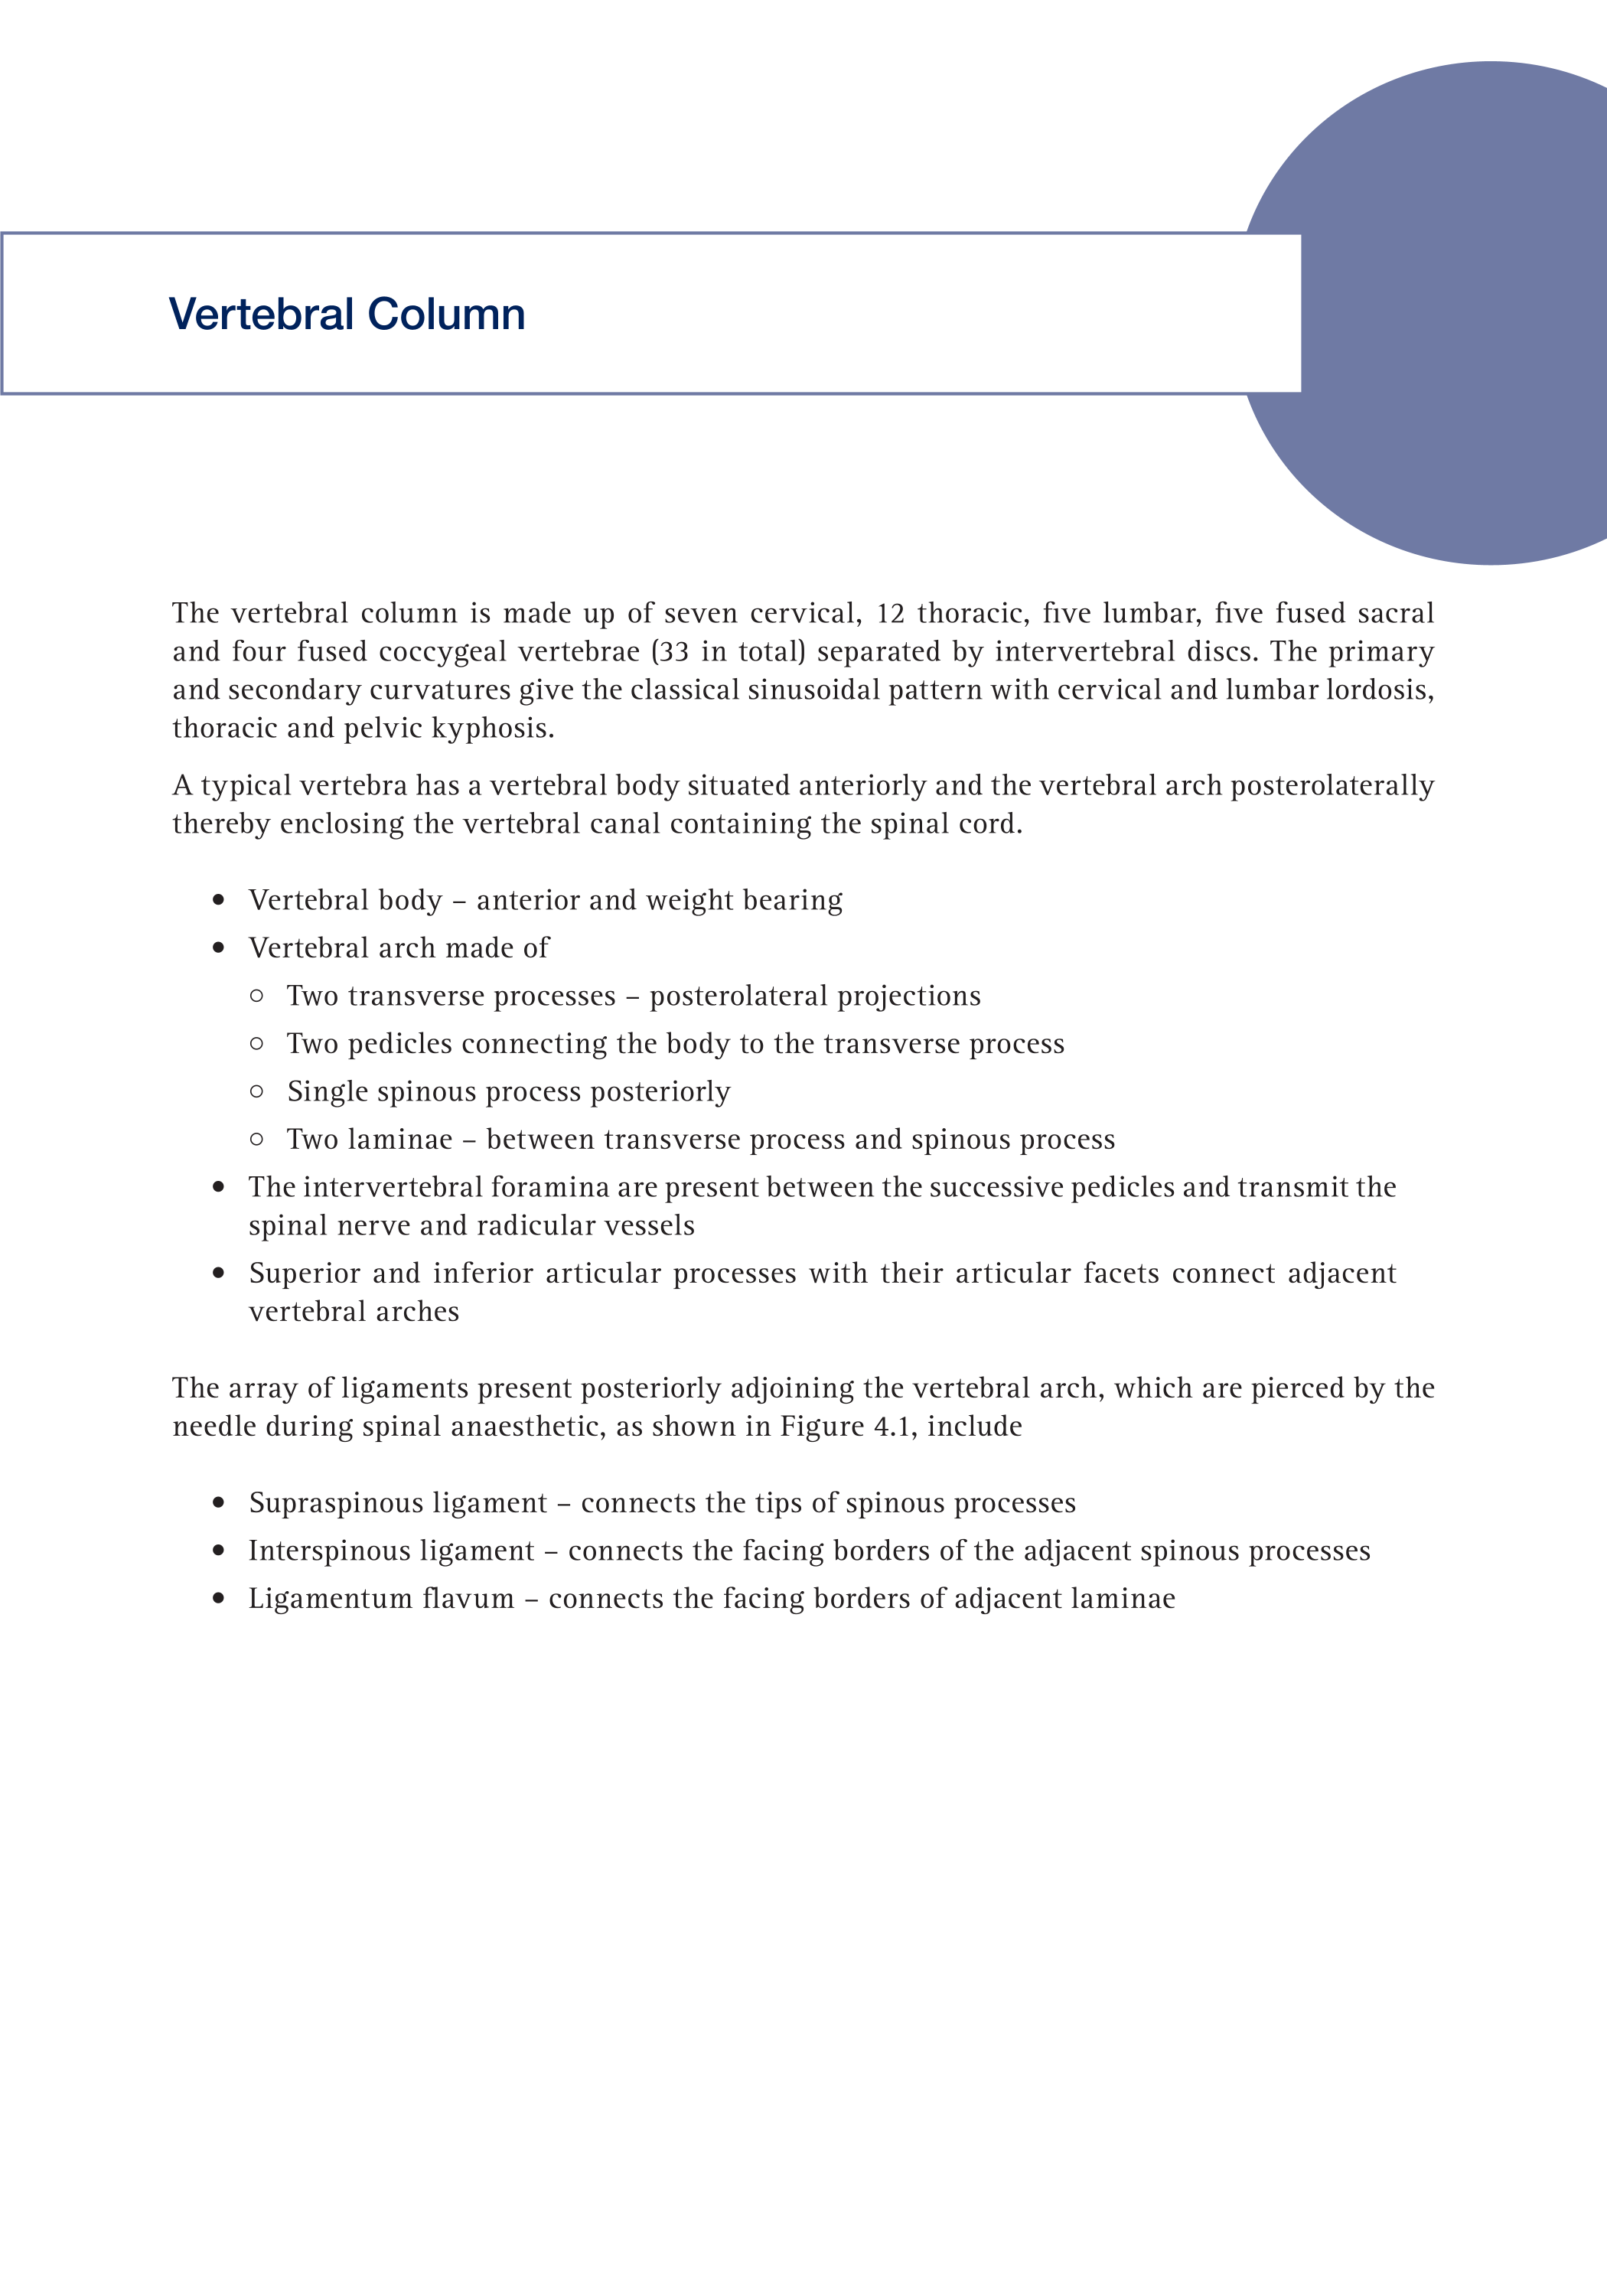 Vertebral Column
The vertebral column is made up of seven cervical, 12 thoracic, five lumbar, five fused sacral
and four fused coccygeal vertebrae (33 in total) separated by intervertebral discs. The primary
and secondary curvatures give the classical sinusoidal pattern with cervical and lumbar lordosis,
thoracic and pelvic kyphosis.
A typical vertebra has a vertebral body situated anteriorly and the vertebral arch posterolaterally
thereby enclosing the vertebral canal containing the spinal cord.
● Vertebral body – anterior and weight bearing
● Vertebral arch made of
○ Two transverse processes – posterolateral projections
○ Two pedicles connecting the body to the transverse process
○ Single spinous process posteriorly
○ Two laminae – between transverse process and spinous process
● The intervertebral foramina are present between the successive pedicles and transmit the
spinal nerve and radicular vessels
● Superior and inferior articular processes with their articular facets connect adjacent
vertebral arches
The array of ligaments present posteriorly adjoining the vertebral arch, which are pierced by the
needle during spinal anaesthetic, as shown in Figure 4.1, include
● Supraspinous ligament – connects the tips of spinous processes
● Interspinous ligament – connects the facing borders of the adjacent spinous processes
● Ligamentum flavum – connects the facing borders of adjacent laminae